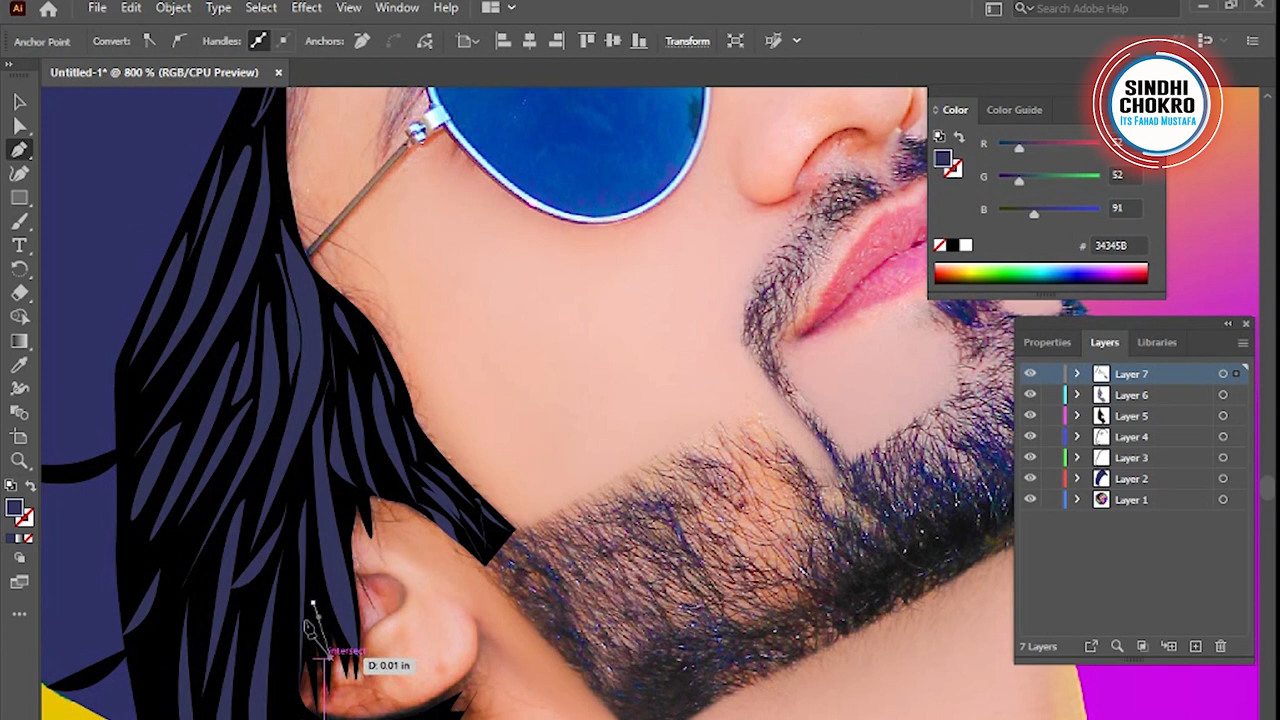 Ai File Edit Object Type Select Effect View Window Help Search Adobe Help
Anchor Point Convert: Handles: Anchors: Transform
Untitled-1* @ 800 % (RGB/CPU Preview) ×
SINDHI
CHOKRO
ITS FAHAD MUSTAFA
Color Color Guide
R
G 52
B 91
# 34345B
Properties Layers Libraries
Layer 7
Layer 6
Layer 5
Layer 4
Layer 3
Layer 2
Layer 1
7 Layers
intersect
D: 0.01 in